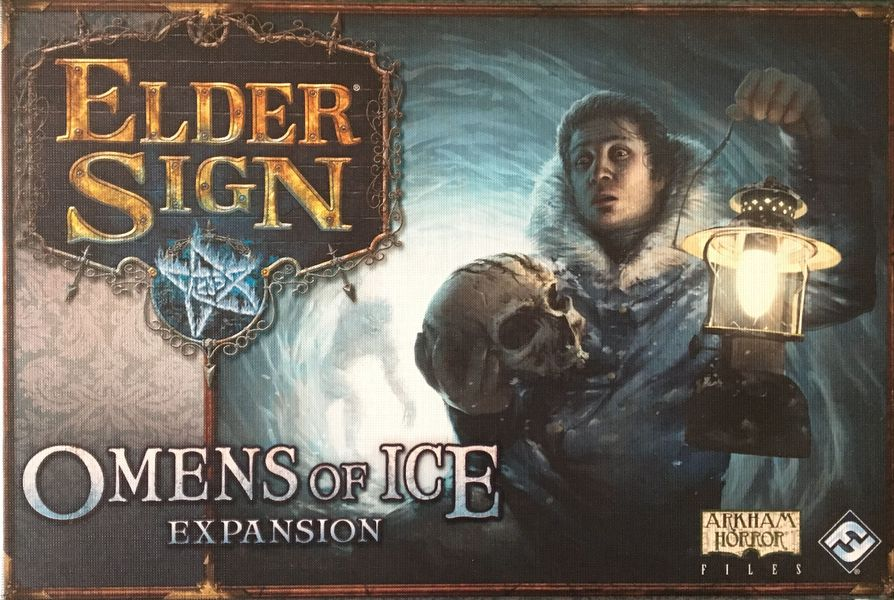 ELDER
SIGN
OMENS OF ICE
EXPANSION
ARKHAM
HORROR
FILES